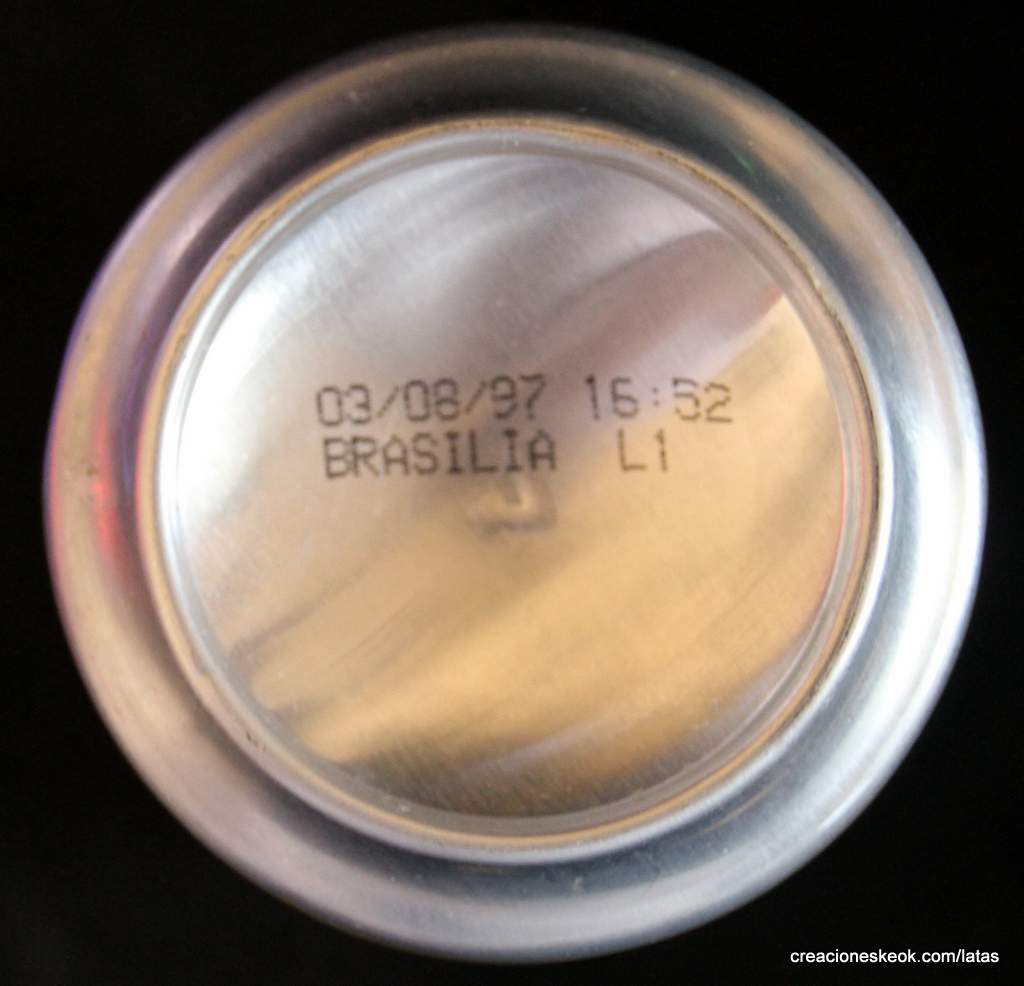 03/08/97 16:52
BRASILIA L1
creacioneskeok.com/latas